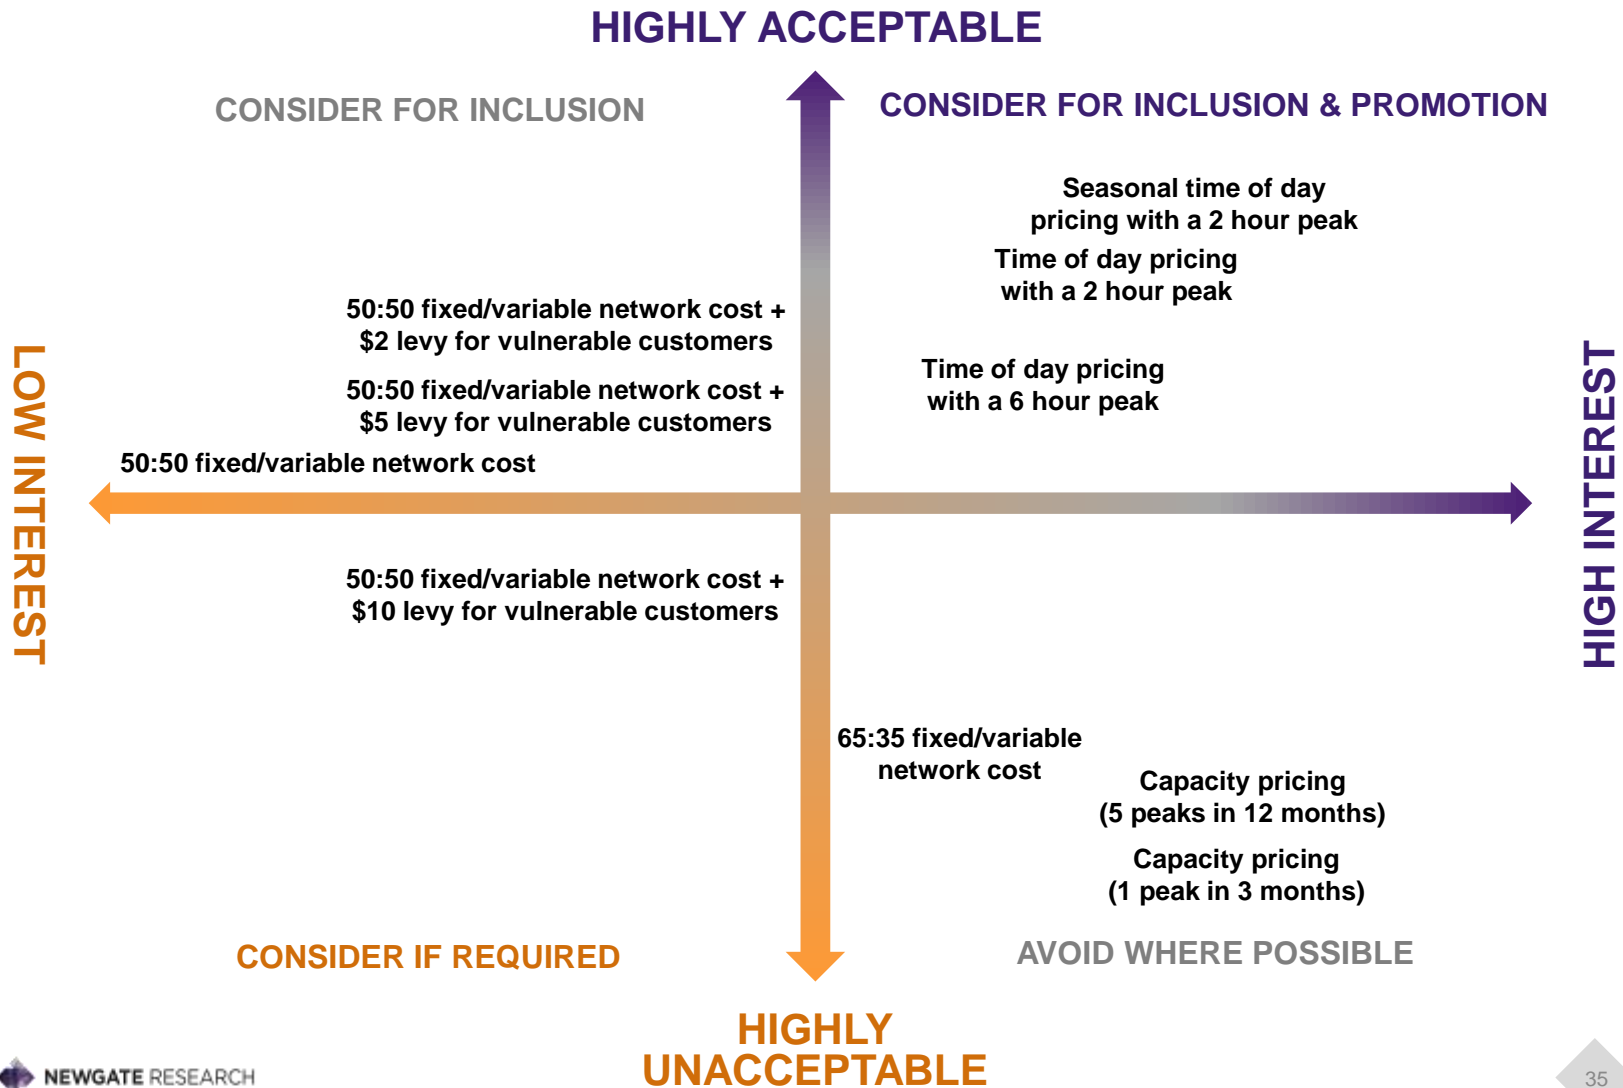 HIGHLY ACCEPTABLE
CONSIDER FOR INCLUSION
CONSIDER FOR INCLUSION & PROMOTION
Seasonal time of day
pricing with a 2 hour peak
Time of day pricing
with a 2 hour peak
50:50 fixed/variable network cost +
$2 levy for vulnerable customers
Time of day pricing
with a 6 hour peak
50:50 fixed/variable network cost +
$5 levy for vulnerable customers
50:50 fixed/variable network cost
LOW INTEREST
HIGH INTEREST
50:50 fixed/variable network cost +
$10 levy for vulnerable customers
65:35 fixed/variable
network cost
Capacity pricing
(5 peaks in 12 months)
Capacity pricing
(1 peak in 3 months)
CONSIDER IF REQUIRED
AVOID WHERE POSSIBLE
HIGHLY
UNACCEPTABLE
NEWGATE RESEARCH
35